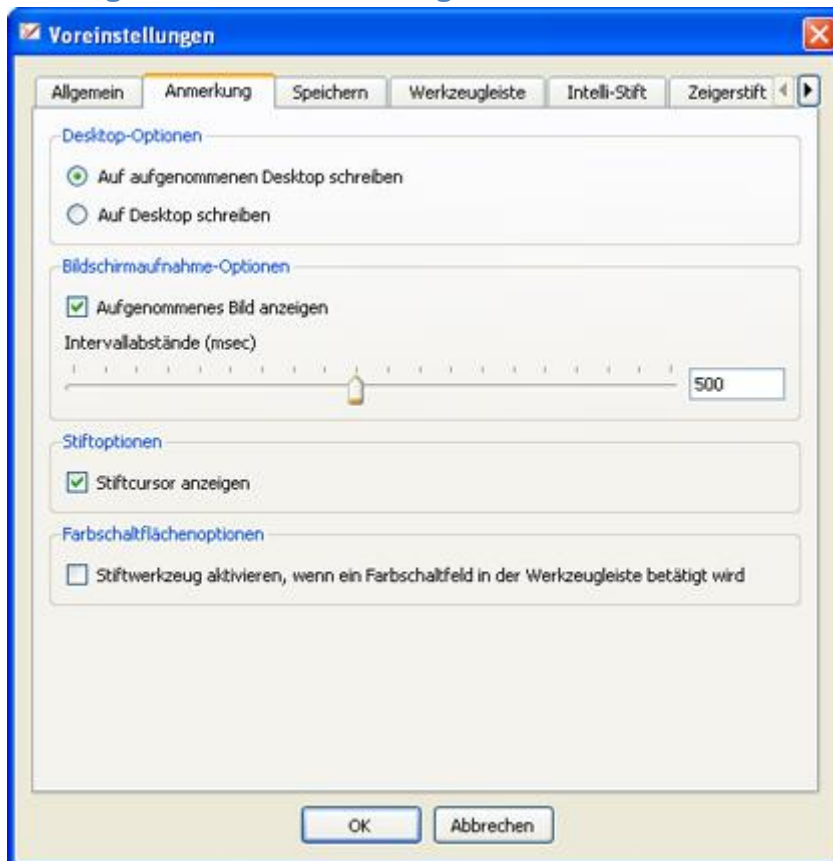 Voreinstellungen
Allgemein Anmerkung Speichern Werkzeugleiste Intelli-Stift Zeigerstift
Desktop-Optionen
Auf aufgenommenen Desktop schreiben
Auf Desktop schreiben
Bildschirmaufnahme-Optionen
Aufgenommenes Bild anzeigen
Intervallabstände (msec)
500
Stiftoptionen
Stiftcursor anzeigen
Farbschaltflächenoptionen
Stiftwerkzeug aktivieren, wenn ein Farbschaltfeld in der Werkzeugleiste betätigt wird
OK Abbrechen